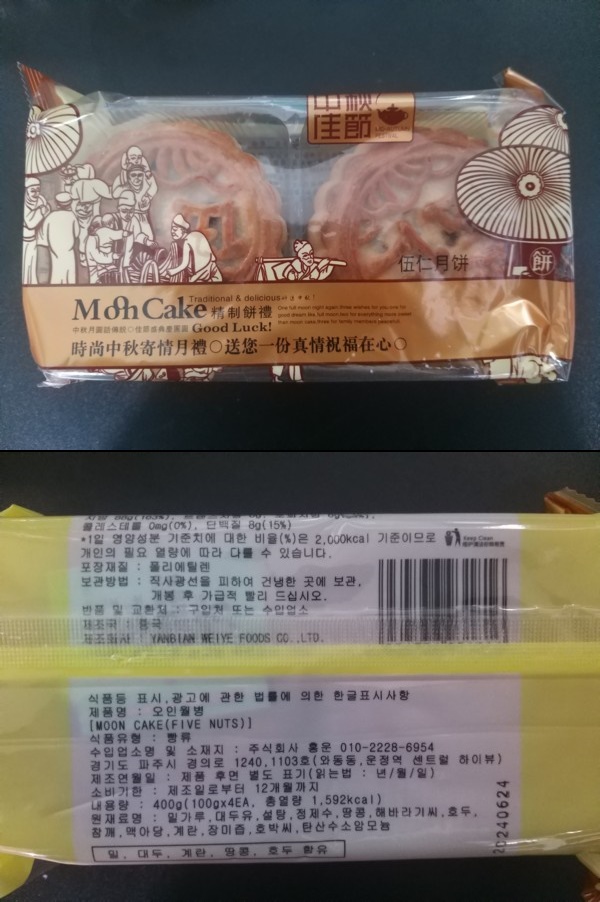 中秋
佳節
伍仁月饼
餅
Traditional & delicious
Moon Cake 精制餅禮
Good Luck!
時尚中秋寄情月禮○送您一份真情祝福在心○
콜레스테롤 0mg(0%), 단백질 8g(15%)
*1일 영양성분 기준치에 대한 비율(%)은 2,000kcal 기준이므로
개인의 필요 열량에 따라 다를 수 있습니다.
Keep Clean
포장재질 : 폴리에틸렌
보관방법 : 직사광선을 피하여 건냉한 곳에 보관,
개봉 후 가급적 빨리 드십시오.
반품 및 교환처 : 구입처 또는 수입업소
제조국 : 중국
제조회사 : YANBIAN WEIYE FOODS CO.,LTD.
식품등 표시,광고에 관한 법률에 의한 한글표시사항
제품명 : 오인월병
[MOON CAKE(FIVE NUTS)]
식품유형 : 빵류
수입업소명 및 소재지 : 주식회사 홍운 010-2228-6954
경기도 파주시 경의로 1240,1103호(와동동,운정역 센트럴 하이뷰)
제조연월일 : 제품 후면 별도 표기(읽는법 : 년/월/일)
소비기한 : 제조일로부터 12개월까지
내용량 : 400g(100gx4EA, 총열량 1,592kcal)
원재료명 : 밀가루,대두유,설탕,정제수,땅콩,해바라기씨,호두,
참깨,맥아당,계란,장미즙,호박씨,탄산수소암모늄
밀, 대두, 계란, 땅콩, 호두 함유
20240624